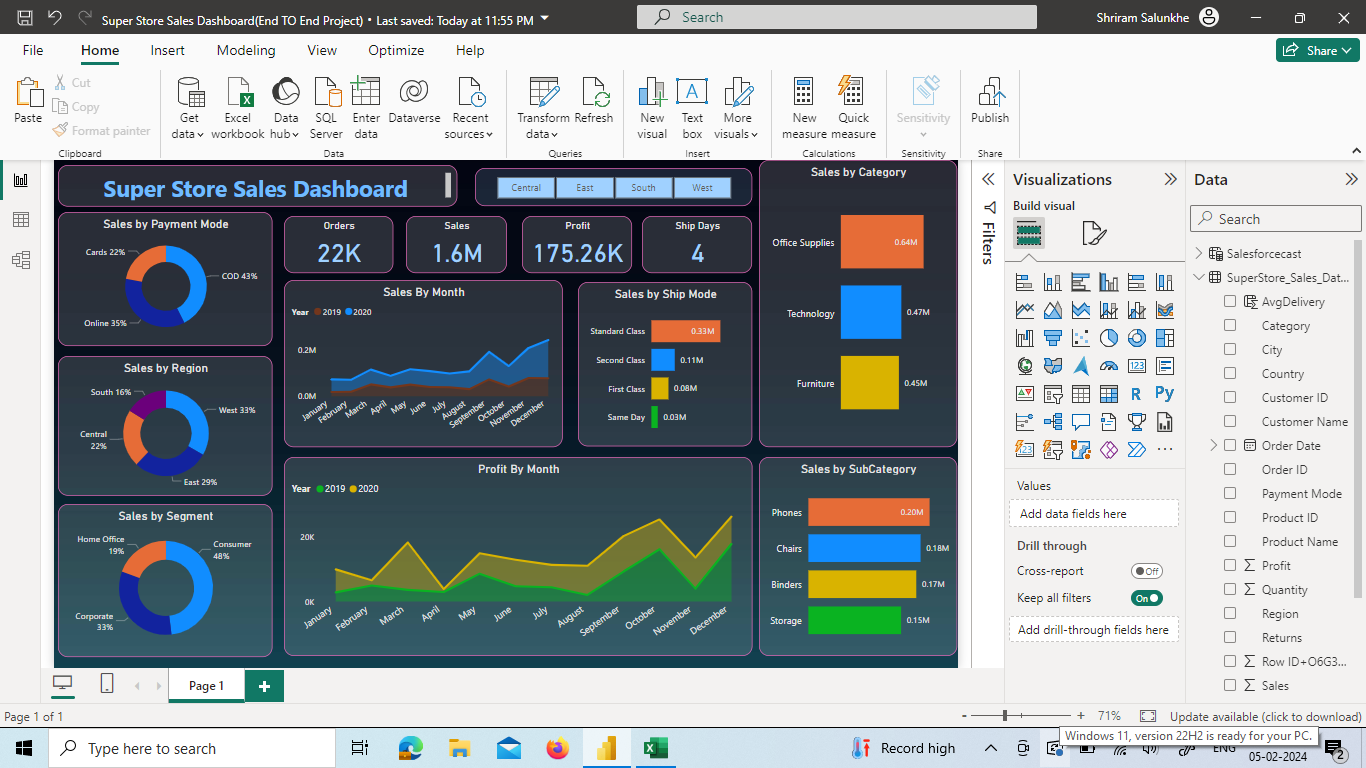 Super Store Sales Dashboard(End TO End Project) • Last saved: Today at 11:55 PM
Search
Shriram Salunkhe
File
Home
Insert
Modeling
View
Optimize
Help
Share
Paste
Cut
Copy
Format painter
Clipboard
Get data
Excel workbook
Data hub
SQL Server
Enter data
Dataverse
Recent sources
Data
Transform data
Refresh
Queries
New visual
Text box
More visuals
Insert
New measure
Quick measure
Calculations
Sensitivity
Sensitivity
Publish
Share
Super Store Sales Dashboard
Central
East
South
West
Sales by Payment Mode
Cards 22%
COD 43%
Online 35%
Orders
22K
Sales
1.6M
Profit
175.26K
Ship Days
4
Sales by Category
Office Supplies
0.64M
Technology
0.47M
Furniture
0.45M
Sales By Month
Year 2019 2020
0.2M
0.0M
January
February
March
April
May
June
July
August
September
October
November
December
Sales by Ship Mode
Standard Class
0.33M
Second Class
0.11M
First Class
0.08M
Same Day
0.03M
Sales by Region
South 16%
West 33%
Central
22%
East 29%
Sales by Segment
Home Office
19%
Consumer
48%
Corporate
33%
Profit By Month
Year 2019 2020
20K
0K
January
February
March
April
May
June
July
August
September
October
November
December
Sales by SubCategory
Phones
0.20M
Chairs
0.18M
Binders
0.17M
Storage
0.15M
Filters
Visualizations
Build visual
R
Py
123
123
Values
Add data fields here
Drill through
Cross-report
Off
Keep all filters
On
Add drill-through fields here
Data
Search
Salesforecast
SuperStore_Sales_Dat...
AvgDelivery
Category
City
Country
Customer ID
Customer Name
Order Date
Order ID
Payment Mode
Product ID
Product Name
Profit
Quantity
Region
Returns
Row ID+O6G3...
Sales
Page 1
Page 1 of 1
71%
Update available (click to download)
Windows 11, version 22H2 is ready for your PC.
Type here to search
Record high
ENG
05-02-2024
2